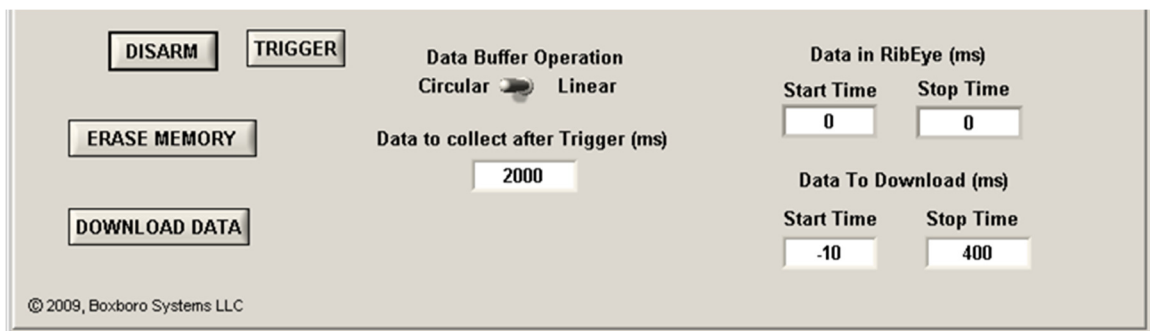 DISARM
TRIGGER
ERASE MEMORY
DOWNLOAD DATA
Data Buffer Operation
Circular Linear
Data to collect after Trigger (ms)
2000
Data in RibEye (ms)
Start Time Stop Time
0 0
Data To Download (ms)
Start Time Stop Time
-10 400
© 2009, Boxboro Systems LLC